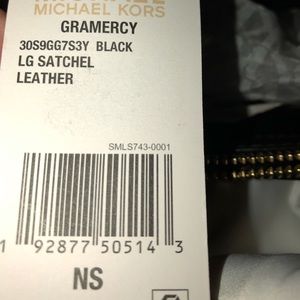 MICHAEL KORS
GRAMERCY
30S9GG7S3Y BLACK
LG SATCHEL
LEATHER
SMLS743-0001
1 92877 50514 3
NS